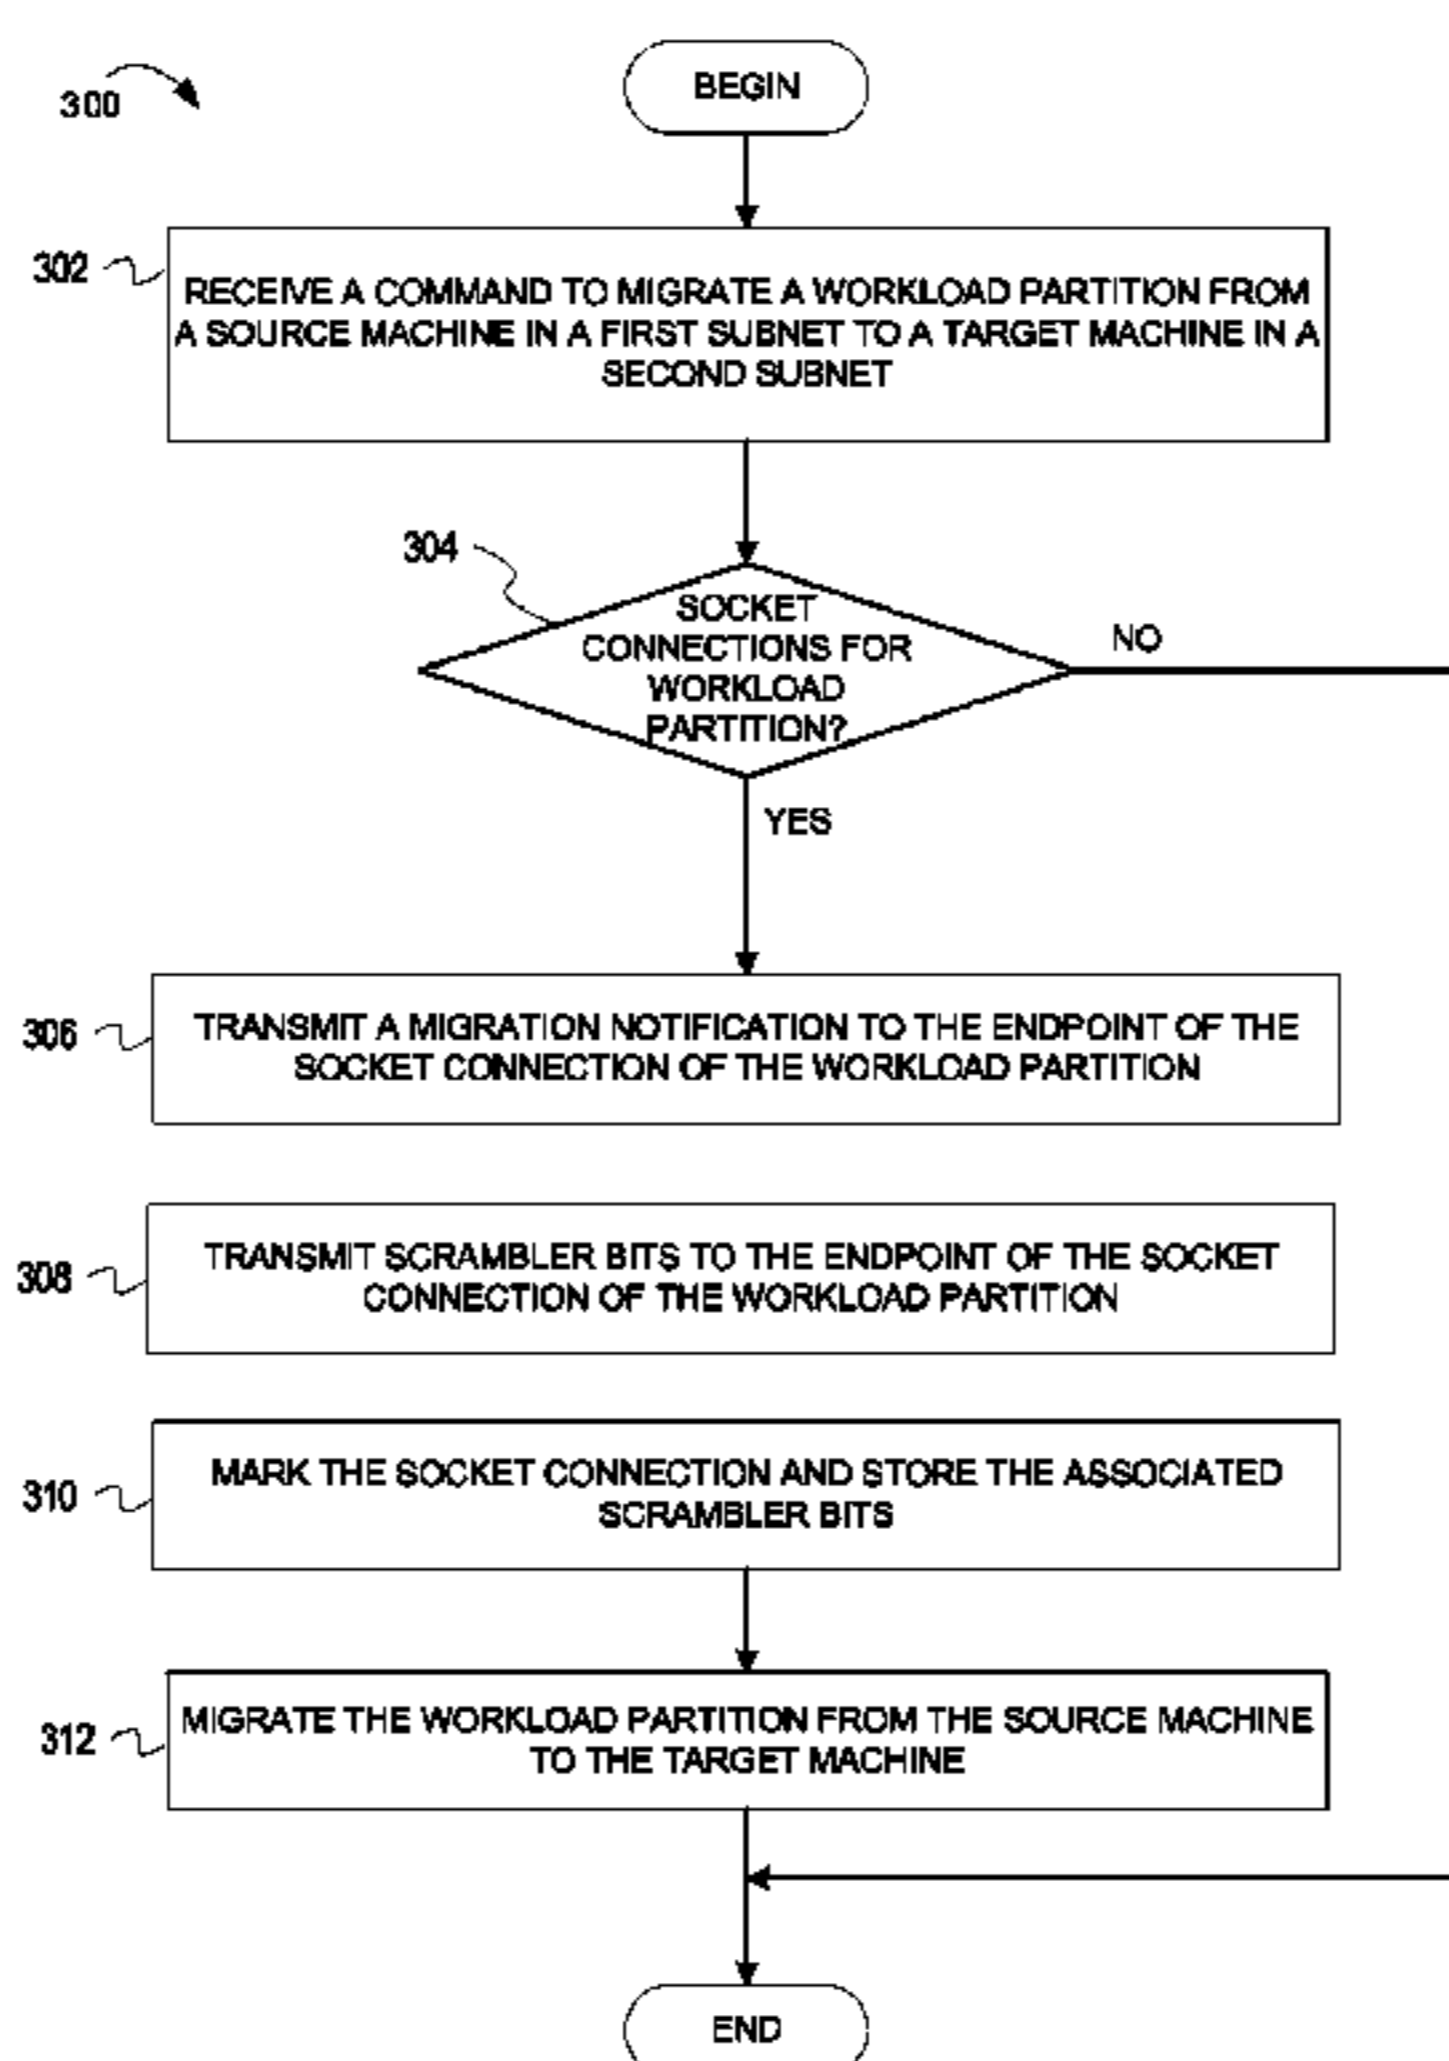 300
BEGIN
302
RECEIVE A COMMAND TO MIGRATE A WORKLOAD PARTITION FROM
A SOURCE MACHINE IN A FIRST SUBNET TO A TARGET MACHINE IN A
SECOND SUBNET
304
SOCKET
CONNECTIONS FOR
WORKLOAD
PARTITION?
NO
YES
306
TRANSMIT A MIGRATION NOTIFICATION TO THE ENDPOINT OF THE
SOCKET CONNECTION OF THE WORKLOAD PARTITION
308
TRANSMIT SCRAMBLER BITS TO THE ENDPOINT OF THE SOCKET
CONNECTION OF THE WORKLOAD PARTITION
310
MARK THE SOCKET CONNECTION AND STORE THE ASSOCIATED
SCRAMBLER BITS
312
MIGRATE THE WORKLOAD PARTITION FROM THE SOURCE MACHINE
TO THE TARGET MACHINE
END